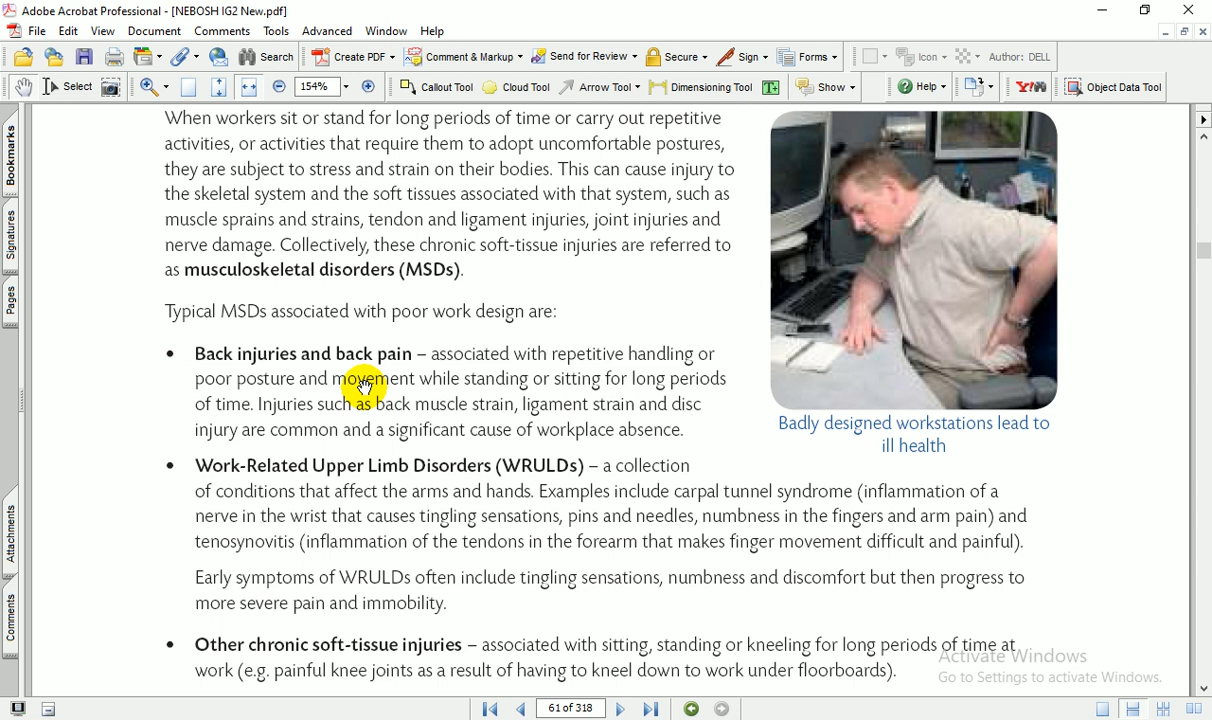 Adobe Acrobat Professional - [NEBOSH IG2 New.pdf]
File Edit View Document Comments Tools Advanced Window Help
Search Create PDF Comment & Markup Send for Review Secure Sign Forms Icon Author: DELL
Select 154% Callout Tool Cloud Tool Arrow Tool Dimensioning Tool Show Help Object Data Tool
Bookmarks
Signatures
Pages
Attachments
Comments
When workers sit or stand for long periods of time or carry out repetitive
activities, or activities that require them to adopt uncomfortable postures,
they are subject to stress and strain on their bodies. This can cause injury to
the skeletal system and the soft tissues associated with that system, such as
muscle sprains and strains, tendon and ligament injuries, joint injuries and
nerve damage. Collectively, these chronic soft-tissue injuries are referred to
as musculoskeletal disorders (MSDs).
Typical MSDs associated with poor work design are:
• Back injuries and back pain – associated with repetitive handling or
poor posture and movement while standing or sitting for long periods
of time. Injuries such as back muscle strain, ligament strain and disc
injury are common and a significant cause of workplace absence.
Badly designed workstations lead to
ill health
• Work-Related Upper Limb Disorders (WRULDs) – a collection
of conditions that affect the arms and hands. Examples include carpal tunnel syndrome (inflammation of a
nerve in the wrist that causes tingling sensations, pins and needles, numbness in the fingers and arm pain) and
tenosynovitis (inflammation of the tendons in the forearm that makes finger movement difficult and painful).
Early symptoms of WRULDs often include tingling sensations, numbness and discomfort but then progress to
more severe pain and immobility.
• Other chronic soft-tissue injuries – associated with sitting, standing or kneeling for long periods of time at
work (e.g. painful knee joints as a result of having to kneel down to work under floorboards).
Activate Windows
Go to Settings to activate Windows.
61 of 318